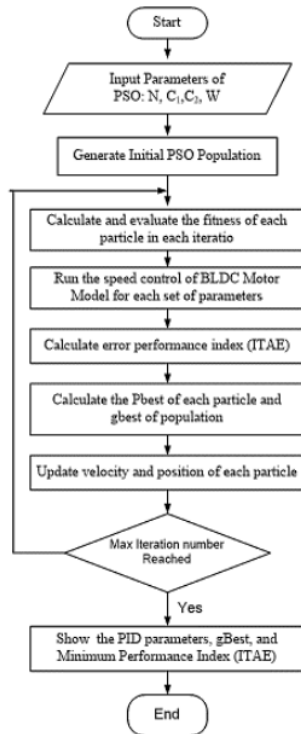 Start
Input Parameters of
PSO: N, C₁,C₂, W
Generate Initial PSO Population
Calculate and evaluate the fitness of each
particle in each iteratio
Run the speed control of BLDC Motor
Model for each set of parameters
Calculate error performance index (ITAE)
Calculate the Pbest of each particle and
gbest of population
Update velocity and position of each particle
Max Iteration number
Reached
Yes
Show the PID parameters, gBest, and
Minimum Performance Index (ITAE)
End